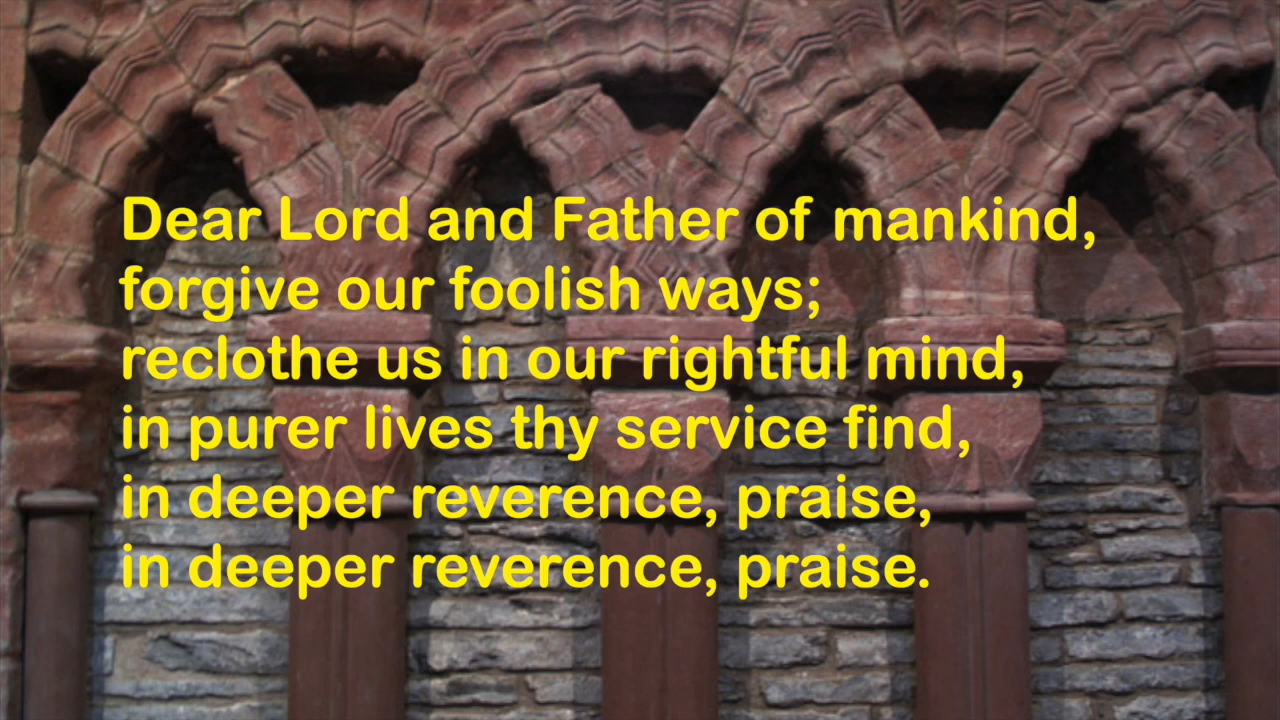 Dear Lord and Father of mankind,
forgive our foolish ways;
reclothe us in our rightful mind,
in purer lives thy service find,
in deeper reverence, praise,
in deeper reverence, praise.